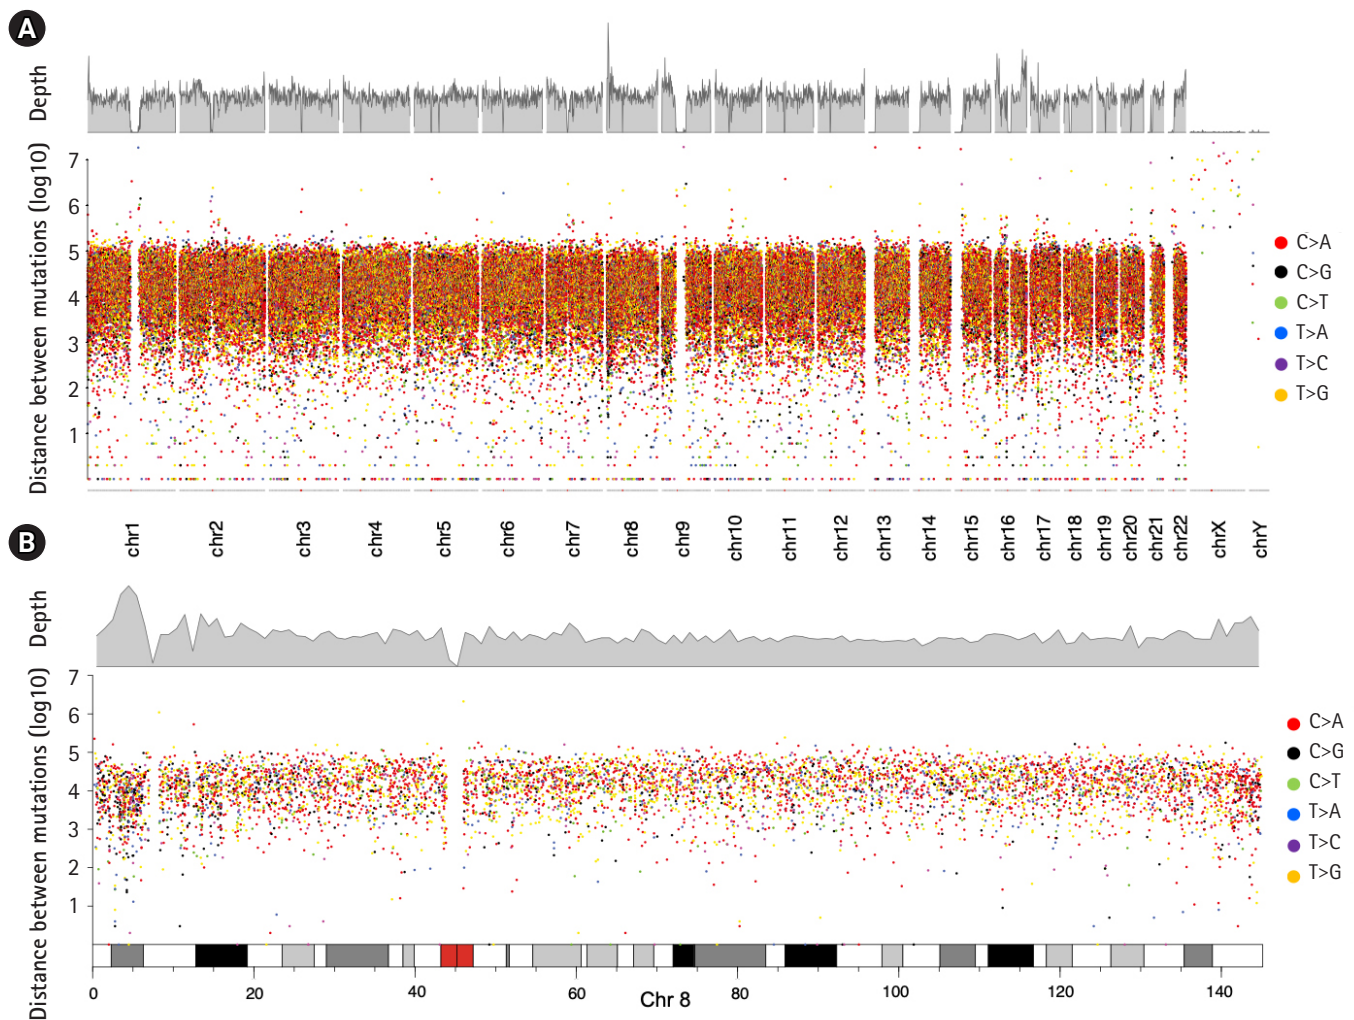 A
Depth
Distance between mutations (log10)
7
6
5
4
3
2
1
C>A
C>G
C>T
T>A
T>C
T>G
chr1 chr2 chr3 chr4 chr5 chr6 chr7 chr8 chr9 chr10 chr11 chr12 chr13 chr14 chr15 chr16 chr17 chr18 chr19 chr20 chr21 chr22 chrX chrY
B
Depth
Distance between mutations (log10)
7
6
5
4
3
2
1
C>A
C>G
C>T
T>A
T>C
T>G
0 20 40 60 80 100 120 140
Chr 8